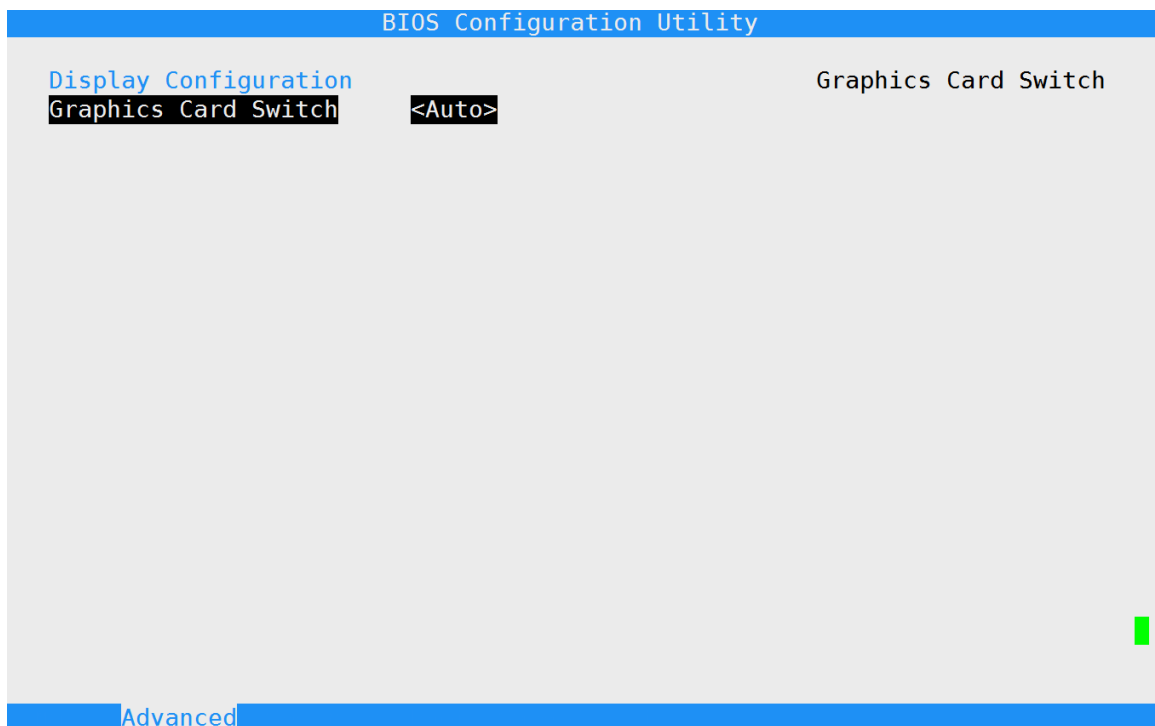 BIOS Configuration Utility
Display Configuration
Graphics Card Switch
Graphics Card Switch <Auto>
Advanced